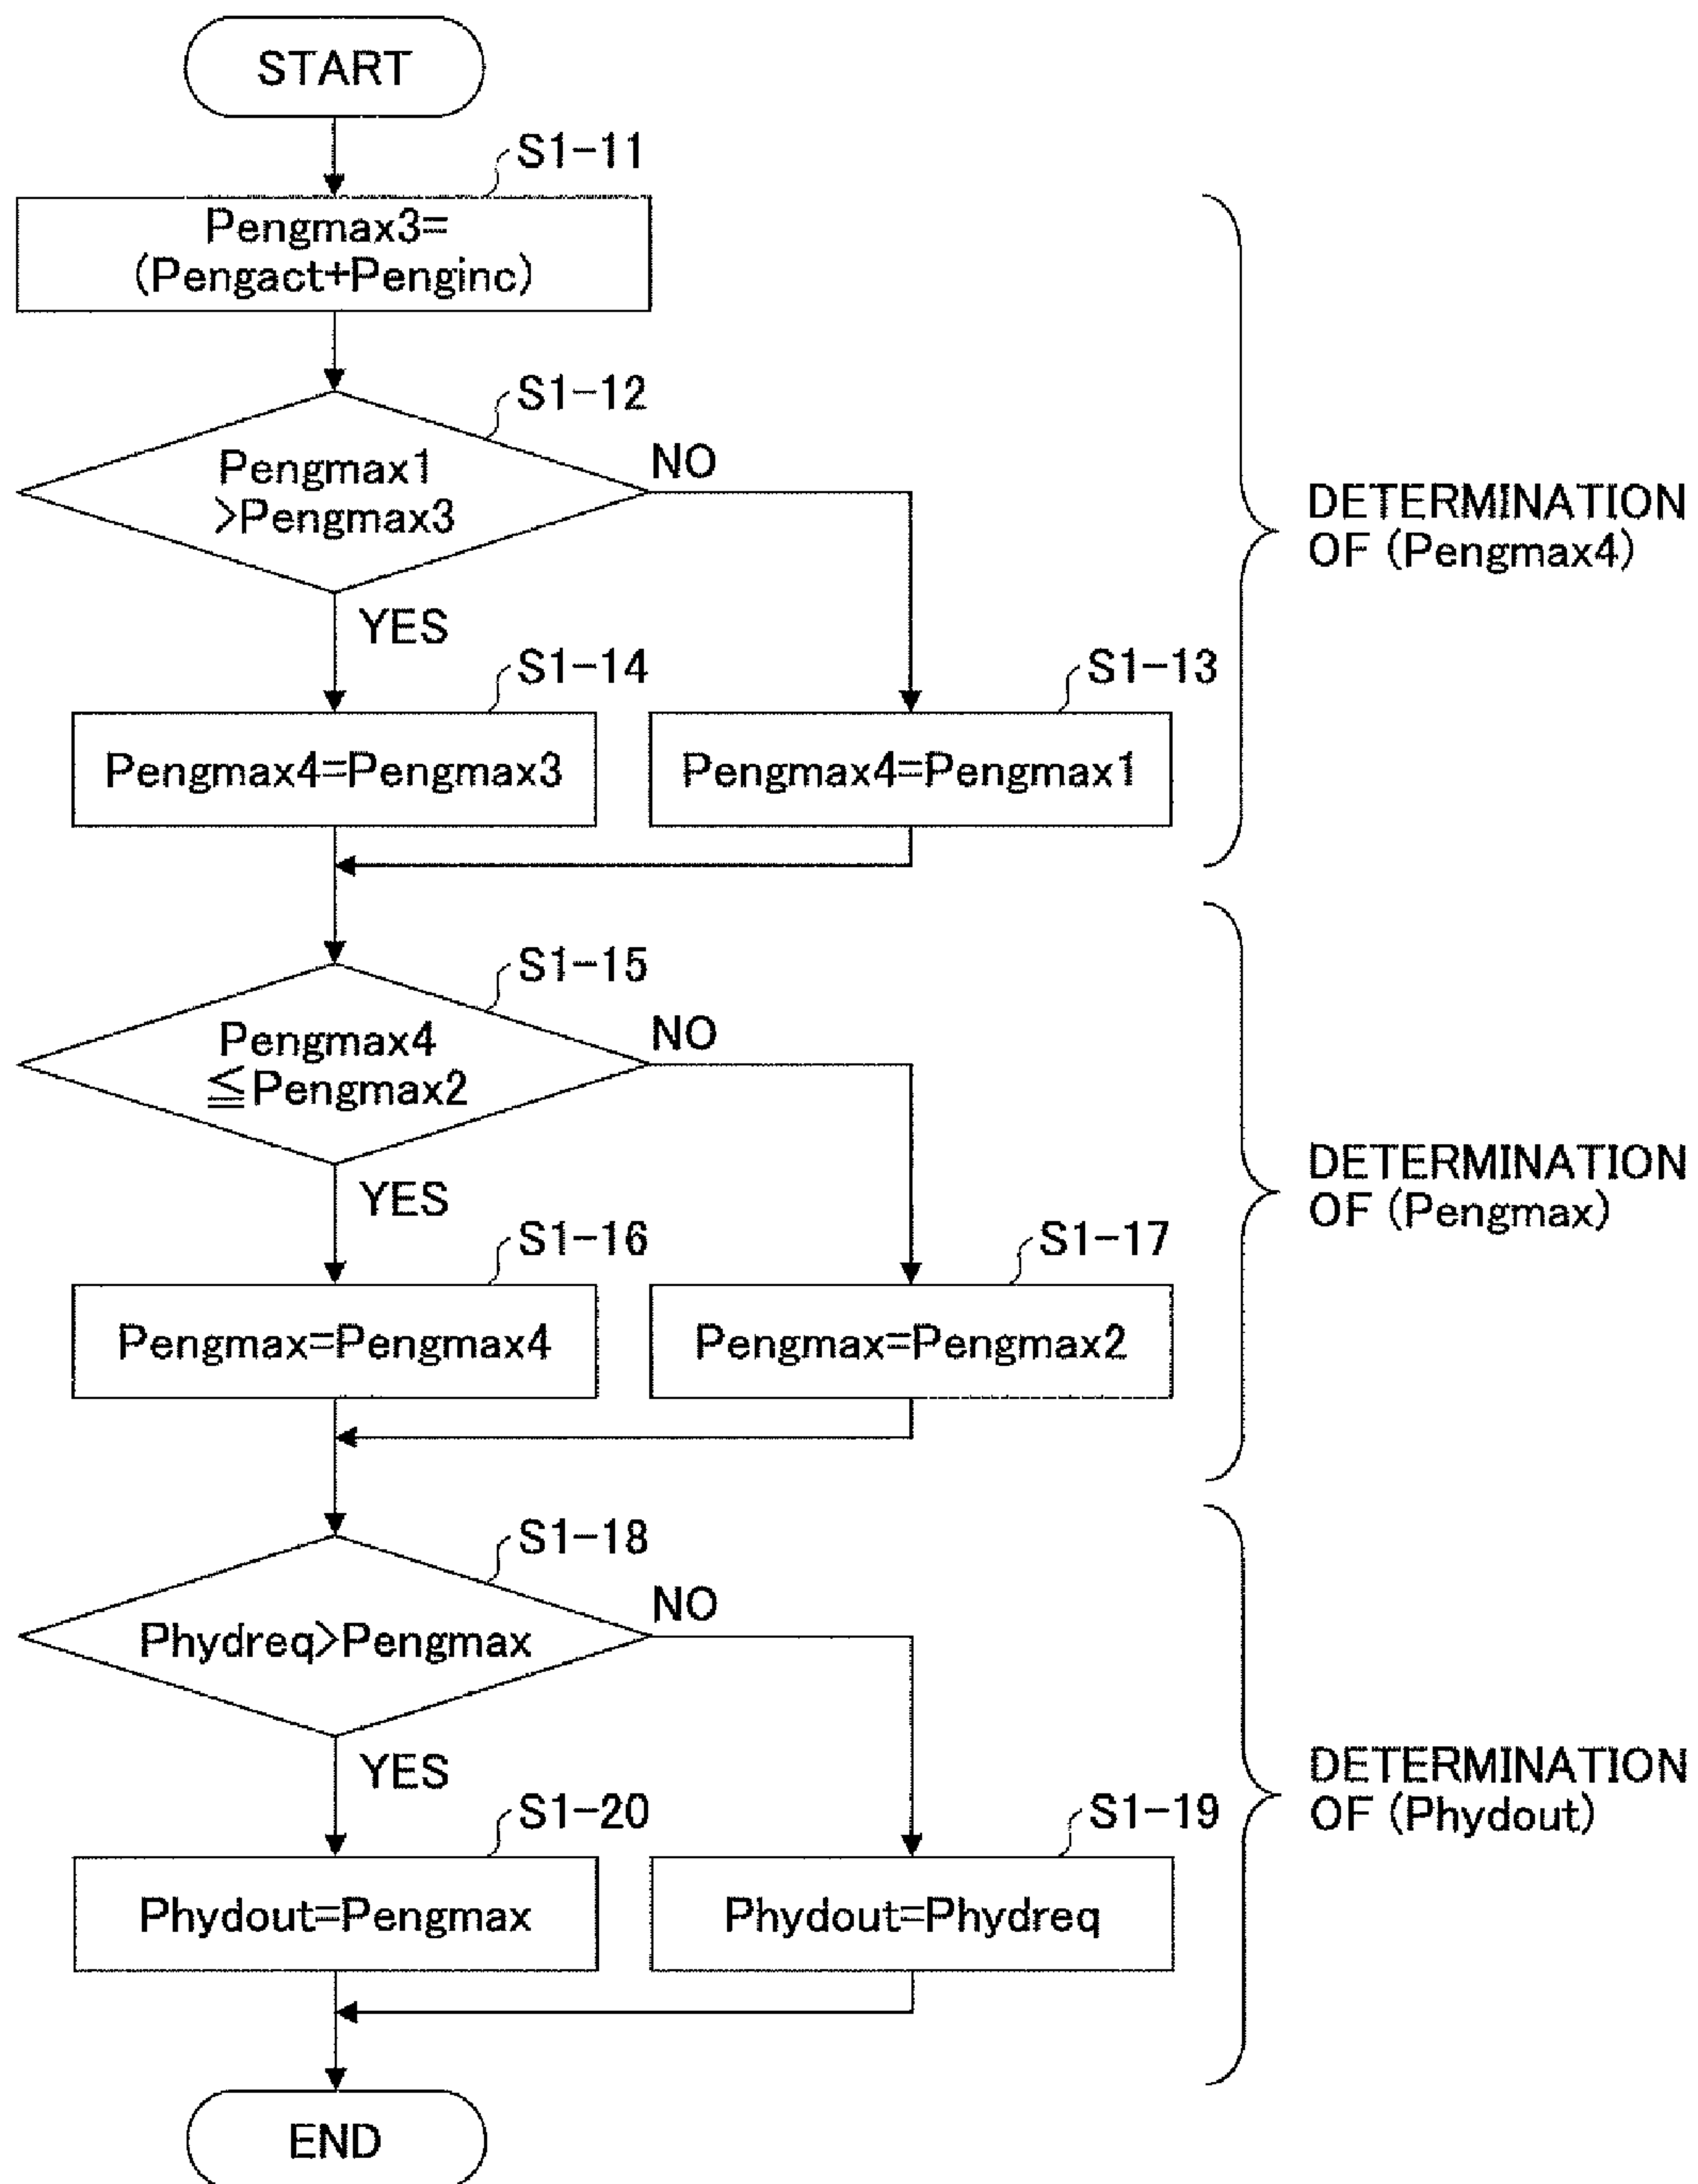 START
S1-11
Pengmax3=
(Pengact+Penginc)
S1-12
Pengmax1
>Pengmax3
NO
DETERMINATION
OF (Pengmax4)
YES
S1-14
S1-13
Pengmax4=Pengmax3
Pengmax4=Pengmax1
S1-15
Pengmax4
≦Pengmax2
NO
DETERMINATION
OF (Pengmax)
YES
S1-16
S1-17
Pengmax=Pengmax4
Pengmax=Pengmax2
S1-18
Phydreq>Pengmax
NO
DETERMINATION
OF (Phydout)
YES
S1-20
S1-19
Phydout=Pengmax
Phydout=Phydreq
END